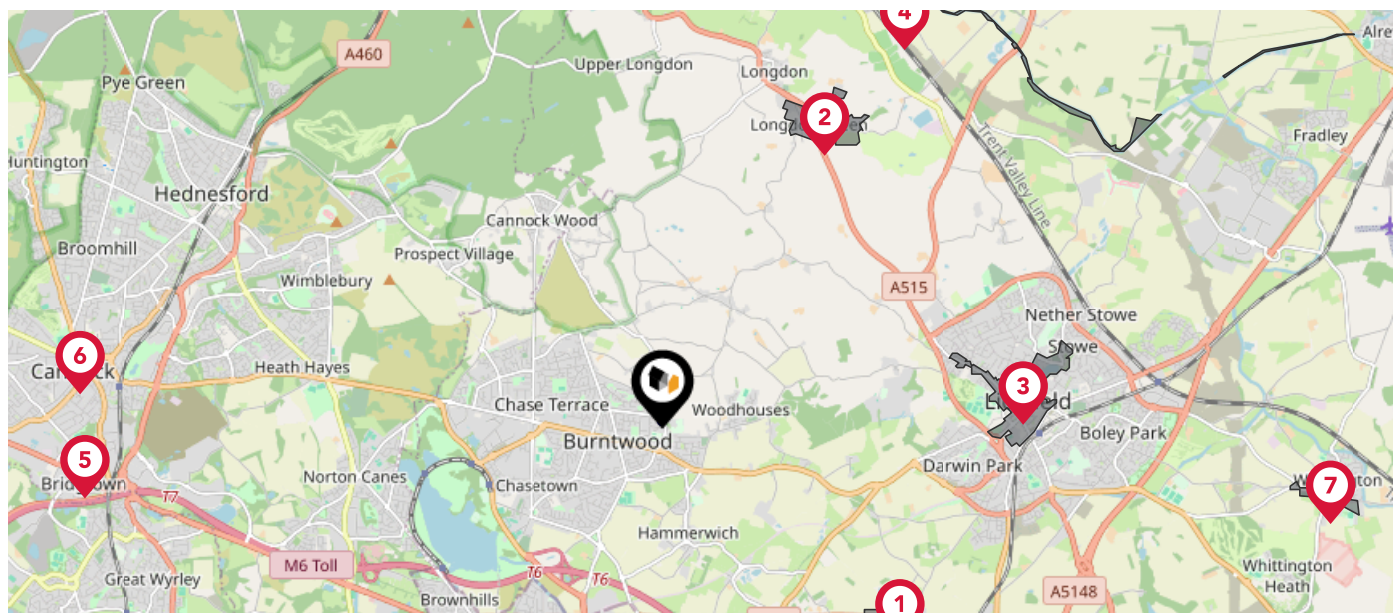 4
A460
Alre
Upper Longdon
Longdon
Pye Green
2
Trent Valley Line
Fradley
Huntington
Hednesford
Cannock Wood
Broomhill
Prospect Village
Wimblebury
A515
Nether Stowe
Stowe
6
Heath Hayes
3
Chase Terrace
Woodhouses
Burntwood
Boley Park
5
Darwin Park
T7
Norton Canes
Chasetown
7
Hammerwich
M6 Toll
T6
T6
Whittington
Heath
Great Wyrley
Brownhills
A5148
1